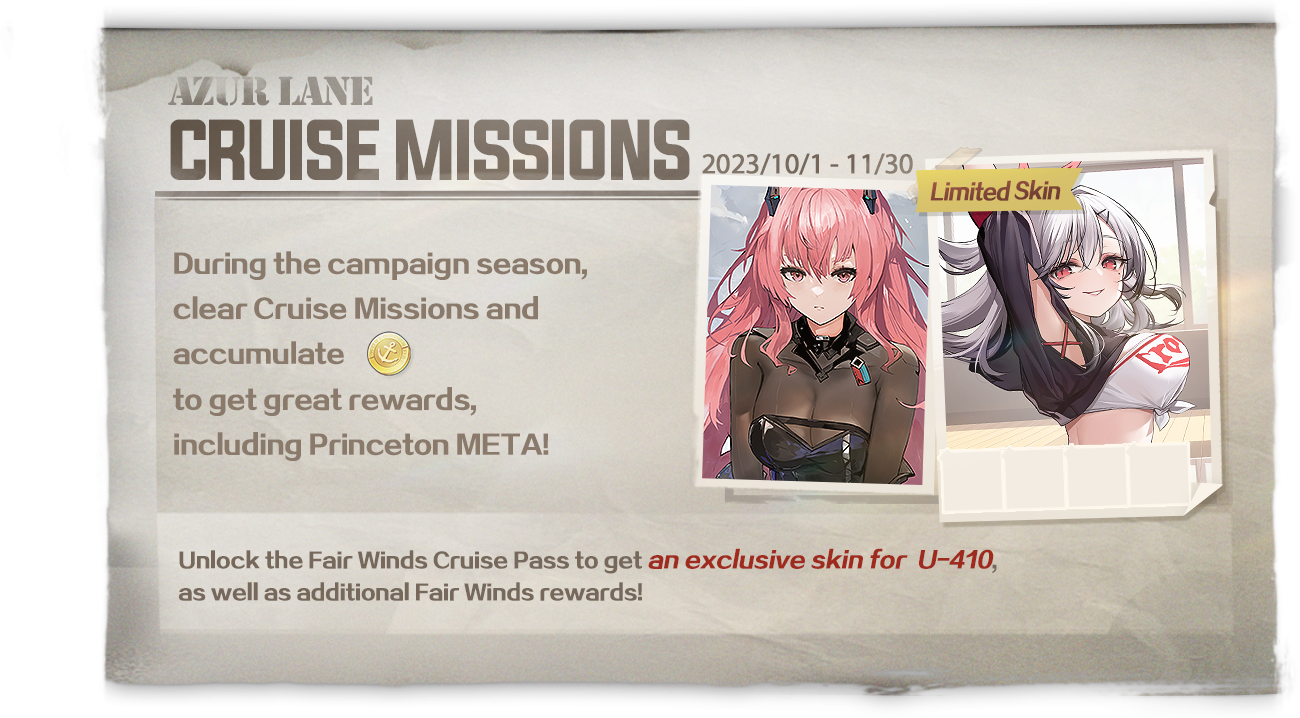 AZUR LANE
CRUISE MISSIONS 2023/10/1 - 11/30
Limited Skin
During the campaign season,
clear Cruise Missions and
accumulate
to get great rewards,
including Princeton META!
Unlock the Fair Winds Cruise Pass to get an exclusive skin for U-410,
as well as additional Fair Winds rewards!